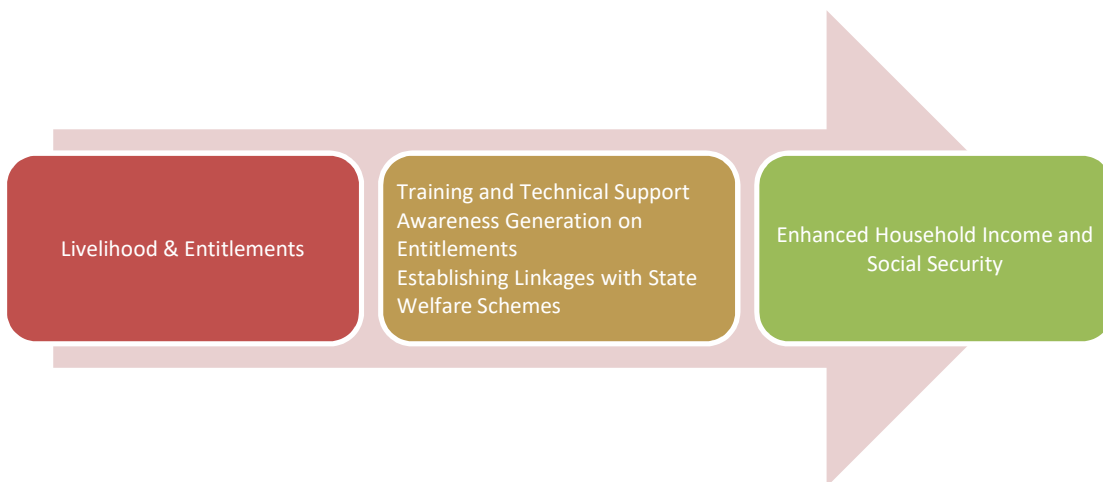 Livelihood & Entitlements
Training and Technical Support
Awareness Generation on
Entitlements
Establishing Linkages with State
Welfare Schemes
Enhanced Household Income and
Social Security